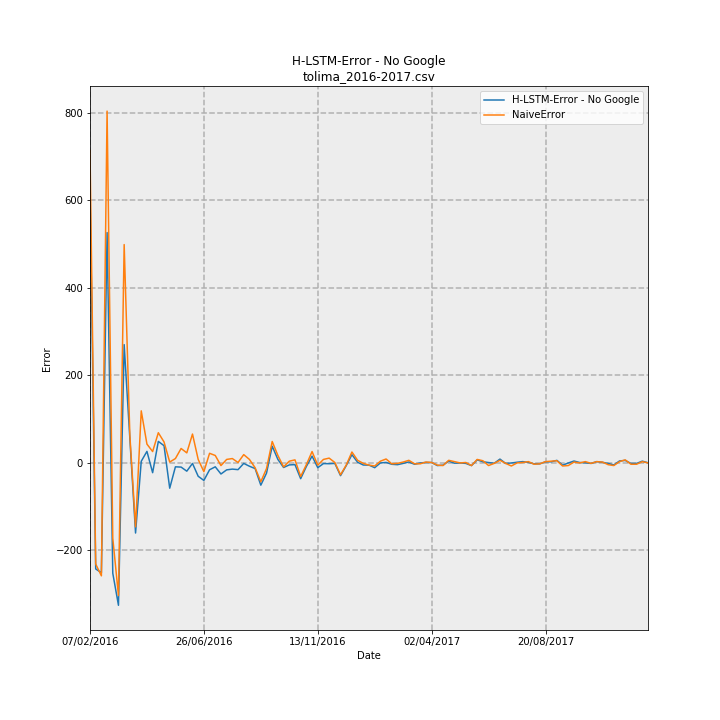 H-LSTM-Error - No Google
tolima_2016-2017.csv
H-LSTM-Error - No Google
NaiveError
Error
800
600
400
200
0
−200
07/02/2016 26/06/2016 13/11/2016 02/04/2017 20/08/2017
Date